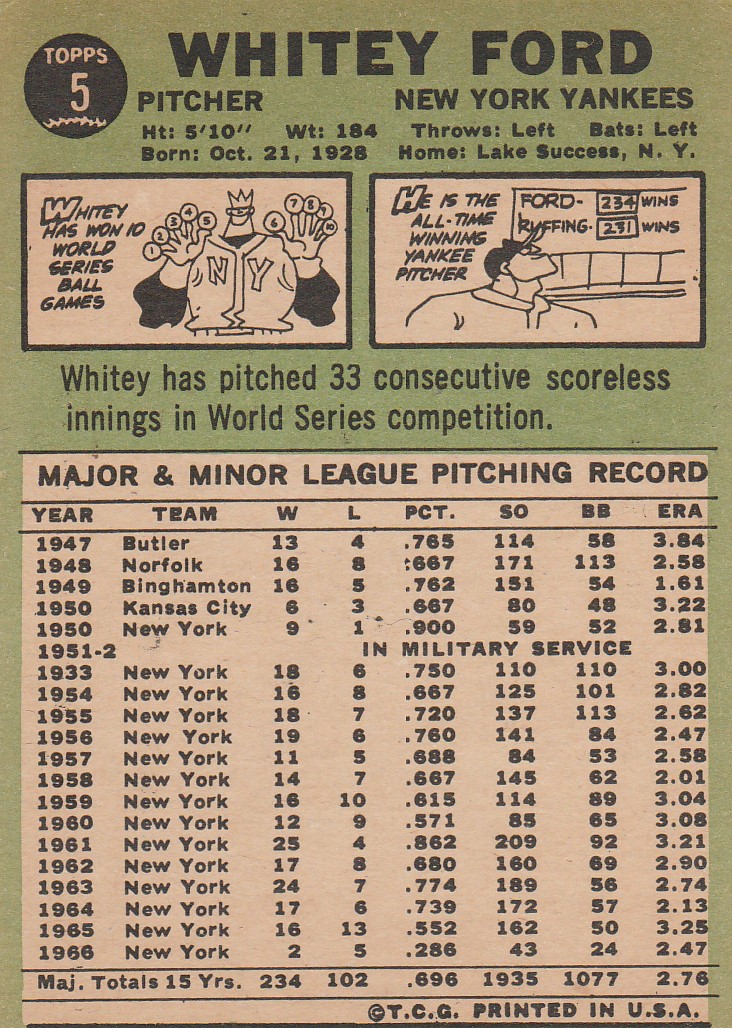 TOPPS
5
WHITEY FORD
PITCHER NEW YORK YANKEES
Ht: 5'10" Wt: 184 Throws: Left Bats: Left
Born: Oct. 21, 1928 Home: Lake Success, N. Y.
WHITEY
HAS WON 10
WORLD
SERIES
BALL
GAMES
1 2 3 4 5 6 7 8 9 10
NY
HE IS THE
ALL-TIME
WINNING
YANKEE
PITCHER
FORD- 234 WINS
RUFFING- 231 WINS
Whitey has pitched 33 consecutive scoreless
innings in World Series competition.
MAJOR & MINOR LEAGUE PITCHING RECORD
YEAR TEAM W L PCT. SO BB ERA
1947 Butler 13 4 .765 114 58 3.84
1948 Norfolk 16 8 .667 171 113 2.58
1949 Binghamton 16 5 .762 151 54 1.61
1950 Kansas City 6 3 .667 80 48 3.22
1950 New York 9 1 .900 59 52 2.81
1951-2 IN MILITARY SERVICE
1933 New York 18 6 .750 110 110 3.00
1954 New York 16 8 .667 125 101 2.82
1955 New York 18 7 .720 137 113 2.62
1956 New York 19 6 .760 141 84 2.47
1957 New York 11 5 .688 84 53 2.58
1958 New York 14 7 .667 145 62 2.01
1959 New York 16 10 .615 114 89 3.04
1960 New York 12 9 .571 85 65 3.08
1961 New York 25 4 .862 209 92 3.21
1962 New York 17 8 .680 160 69 2.90
1963 New York 24 7 .774 189 56 2.74
1964 New York 17 6 .739 172 57 2.13
1965 New York 16 13 .552 162 50 3.25
1966 New York 2 5 .286 43 24 2.47
Maj. Totals 15 Yrs. 234 102 .696 1935 1077 2.76
©T.C.G. PRINTED IN U.S.A.